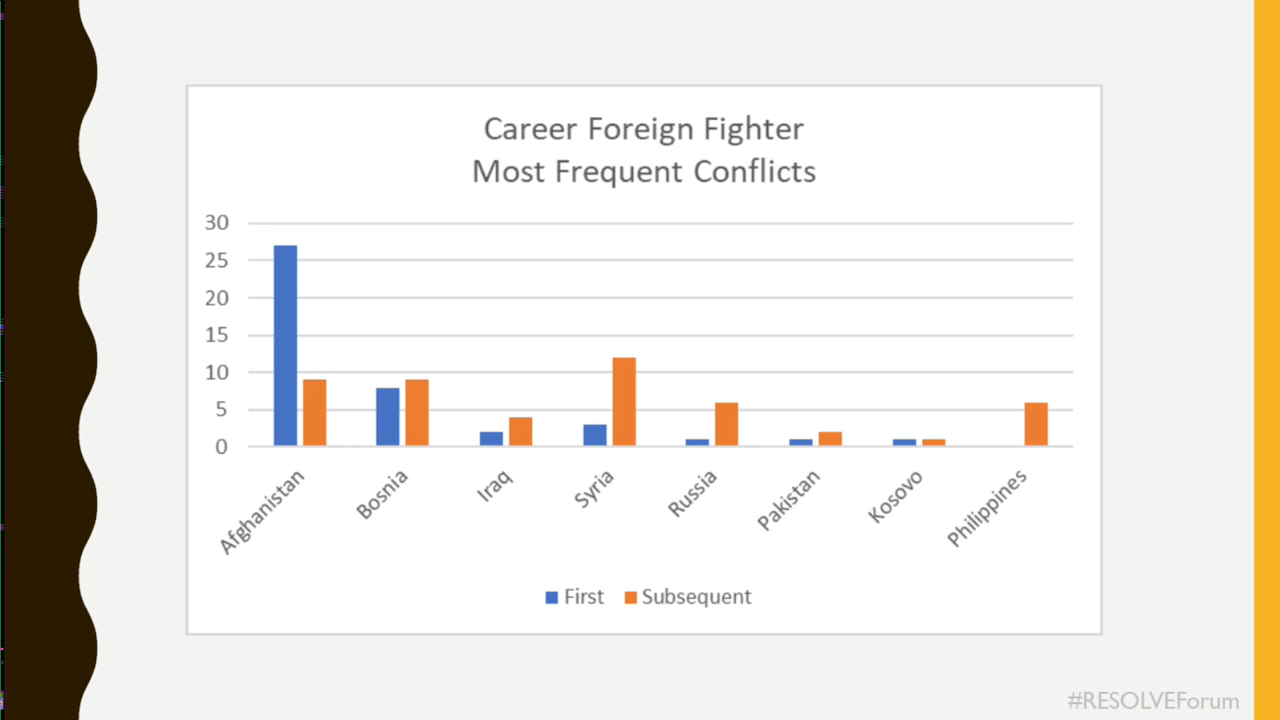 Career Foreign Fighter
Most Frequent Conflicts
30
25
20
15
10
5
0
Afghanistan
Bosnia
Iraq
Syria
Russia
Pakistan
Kosovo
Philippines
First
Subsequent
#RESOLVEForum